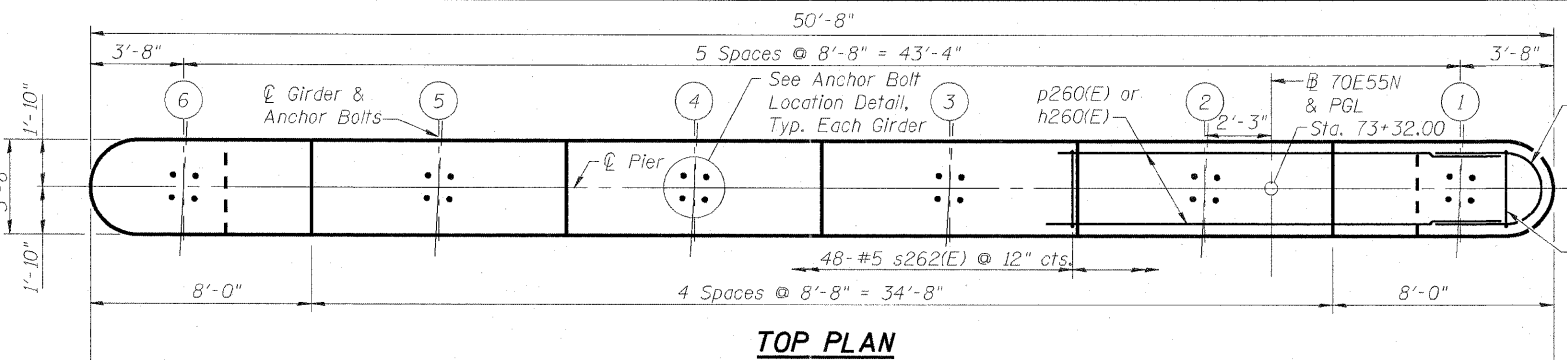 50'-8"
3'-8"
5 Spaces @ 8'-8" = 43'-4"
3'-8"
6
℄ Girder &
Anchor Bolts
5
4
See Anchor Bolt
Location Detail,
Typ. Each Girder
3
p260(E) or
h260(E)
2
2'-3"
70E55N
& PGL
Sta. 73+32.00
1
1'-10"
1'-10"
℄ Pier
48-#5 s262(E) @ 12" cts.
8'-0"
4 Spaces @ 8'-8" = 34'-8"
8'-0"
TOP PLAN